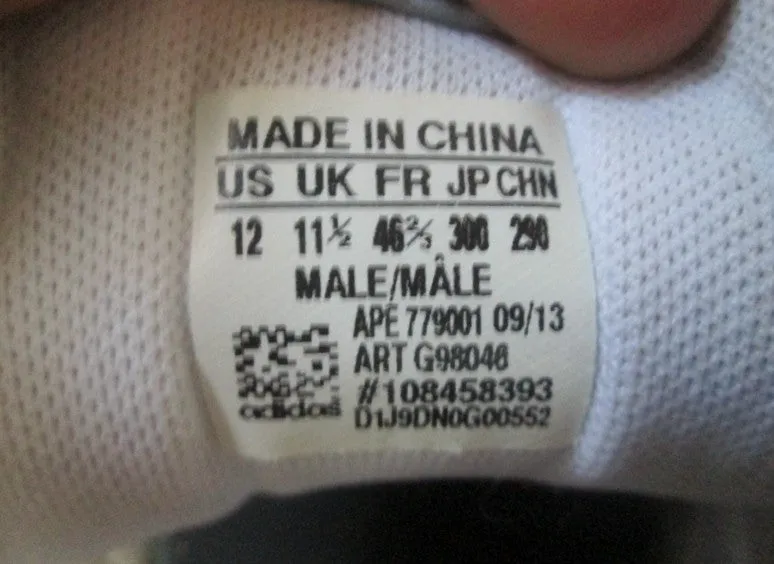 MADE IN CHINA
US UK FR JP CHN
12 11½ 46⅔ 300 290
MALE/MÂLE
APE 779001 09/13
ART G98046
#108458393
D1J9DN0G00552
adidas